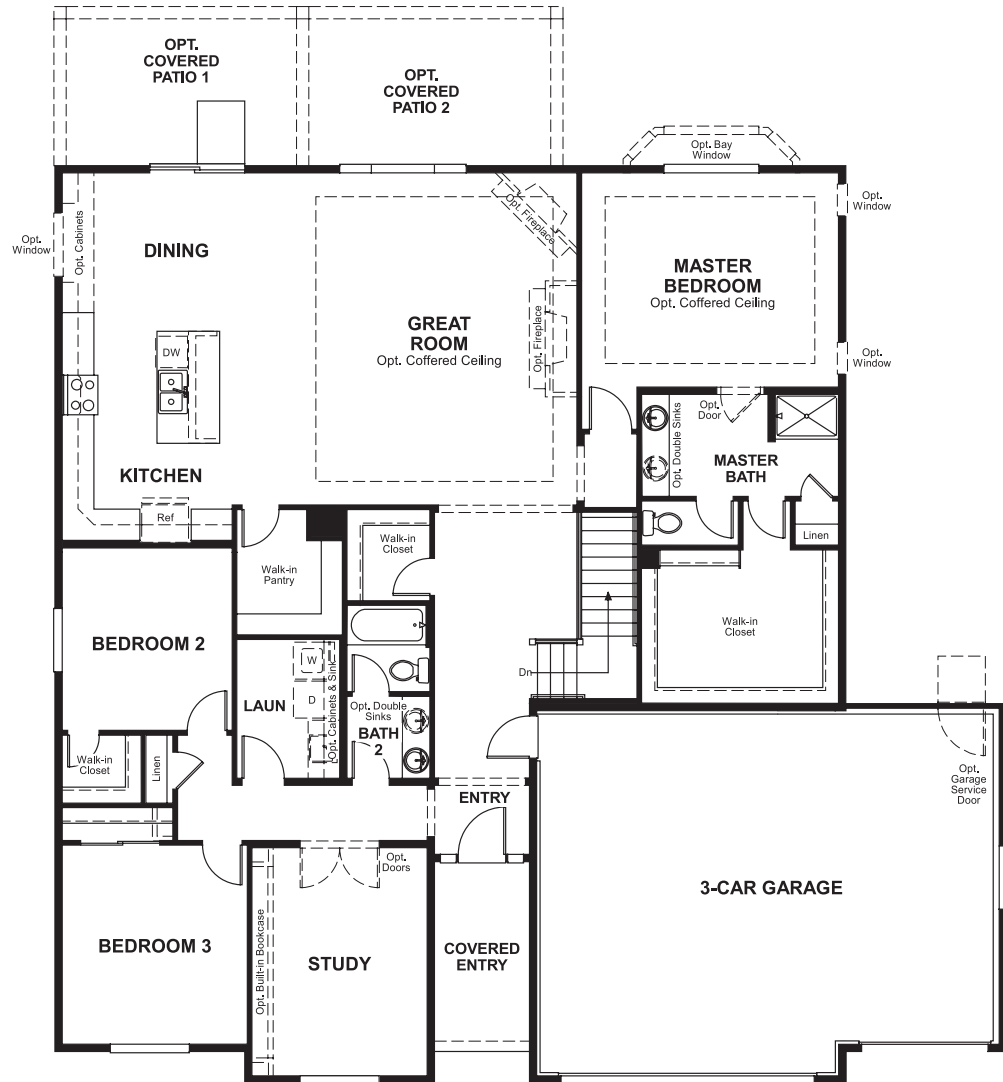 OPT.
COVERED
PATIO 1
OPT.
COVERED
PATIO 2
Opt. Bay
Window
Opt.
Window
Opt.
Window
Opt. Cabinets
DINING
Opt. Fireplace
MASTER
BEDROOM
Opt. Coffered Ceiling
GREAT
ROOM
Opt. Coffered Ceiling
Opt. Fireplace
Opt.
Window
DW
Opt.
Door
Opt. Double Sinks
MASTER
BATH
KITCHEN
Ref
Linen
Walk-in
Closet
Walk-in
Pantry
Walk-in
Closet
BEDROOM 2
W
D
LAUN
Opt. Cabinets & Sink
Dn
Opt. Double
Sinks
BATH
2
Walk-in
Closet
Linen
ENTRY
Opt.
Garage
Service
Door
Opt.
Doors
3-CAR GARAGE
BEDROOM 3
Opt. Built-in Bookcase
STUDY
COVERED
ENTRY